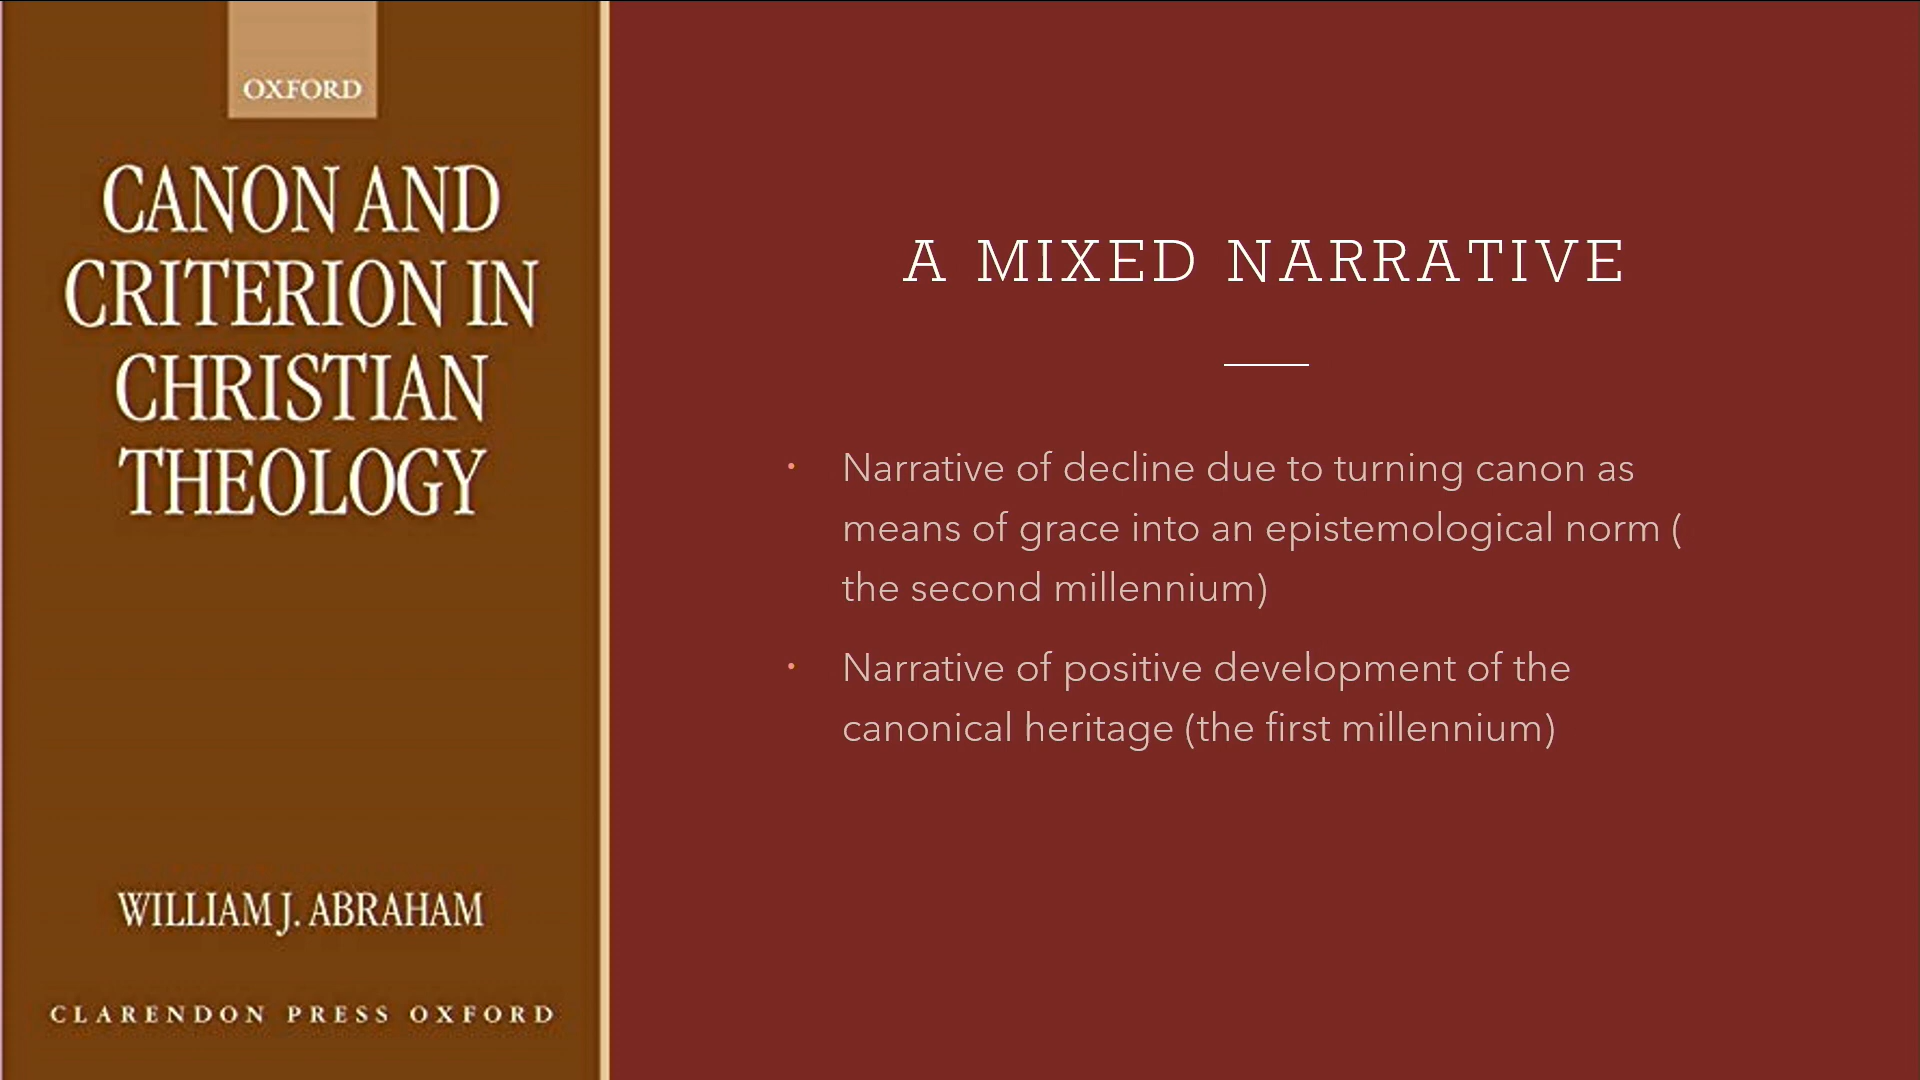 OXFORD
CANON AND
CRITERION IN
CHRISTIAN
THEOLOGY
WILLIAM J. ABRAHAM
CLARENDON PRESS OXFORD
A MIXED NARRATIVE
• Narrative of decline due to turning canon as
means of grace into an epistemological norm (
the second millennium)
• Narrative of positive development of the
canonical heritage (the first millennium)